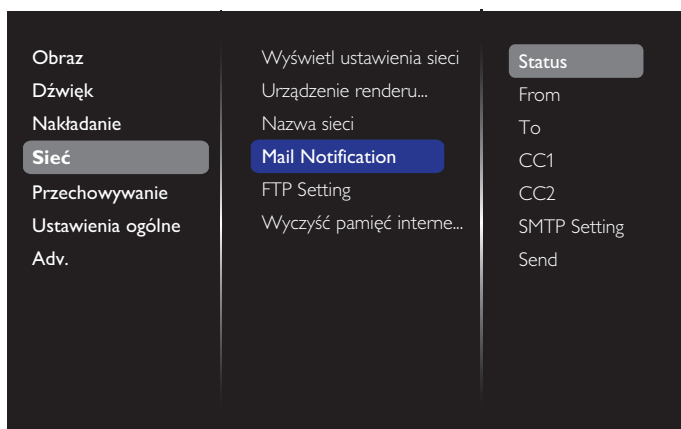 Obraz
Dźwięk
Nakładanie
Sieć
Przechowywanie
Ustawienia ogólne
Adv.
Wyświetl ustawienia sieci
Urządzenie renderu...
Nazwa sieci
Mail Notification
FTP Setting
Wyczyść pamięć interne...
Status
From
To
CC1
CC2
SMTP Setting
Send